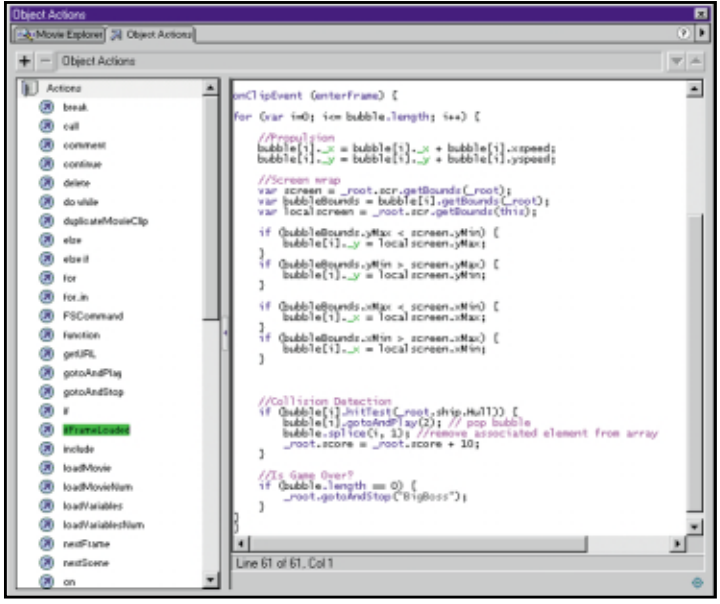 Object Actions
Movie Explorer
Object Actions
Object Actions
Actions
break
call
comment
continue
delete
do while
duplicateMovieClip
else
else if
for
for..in
FSCommand
function
getURL
gotoAndPlay
gotoAndStop
if
ifFrameLoaded
include
loadMovie
loadMovieNum
loadVariables
loadVariablesNum
nextFrame
nextScene
on
onClipEvent (enterFrame) {
for (var i=0; i<= bubble.length; i++) {
//Propulsion
bubble[i]._x = bubble[i]._x + bubble[i].xspeed;
bubble[i]._y = bubble[i]._y + bubble[i].yspeed;
//Screen wrap
var screen = _root.scr.getBounds(_root);
var bubbleBounds = bubble[i].getBounds(_root);
var localscreen = _root.scr.getBounds(this);
if (bubbleBounds.yMax < screen.yMin) {
bubble[i]._y = localscreen.yMax;
}
if (bubbleBounds.yMin > screen.yMax) {
bubble[i]._y = localscreen.yMin;
}
if (bubbleBounds.xMax < screen.xMin) {
bubble[i]._x = localscreen.xMax;
}
if (bubbleBounds.xMin > screen.xMax) {
bubble[i]._x = localscreen.xMin;
}
//Collision Detection
if (bubble[i].hitTest(_root.ship.Hull)) {
bubble[i].gotoAndPlay(2); // pop bubble
bubble.splice(i, 1); //remove associated element from array
_root.score = _root.score + 10;
}
//Is Game Over?
if (bubble.length == 0) {
_root.gotoAndStop("BigBoss");
}
}
}
Line 61 of 61, Col 1